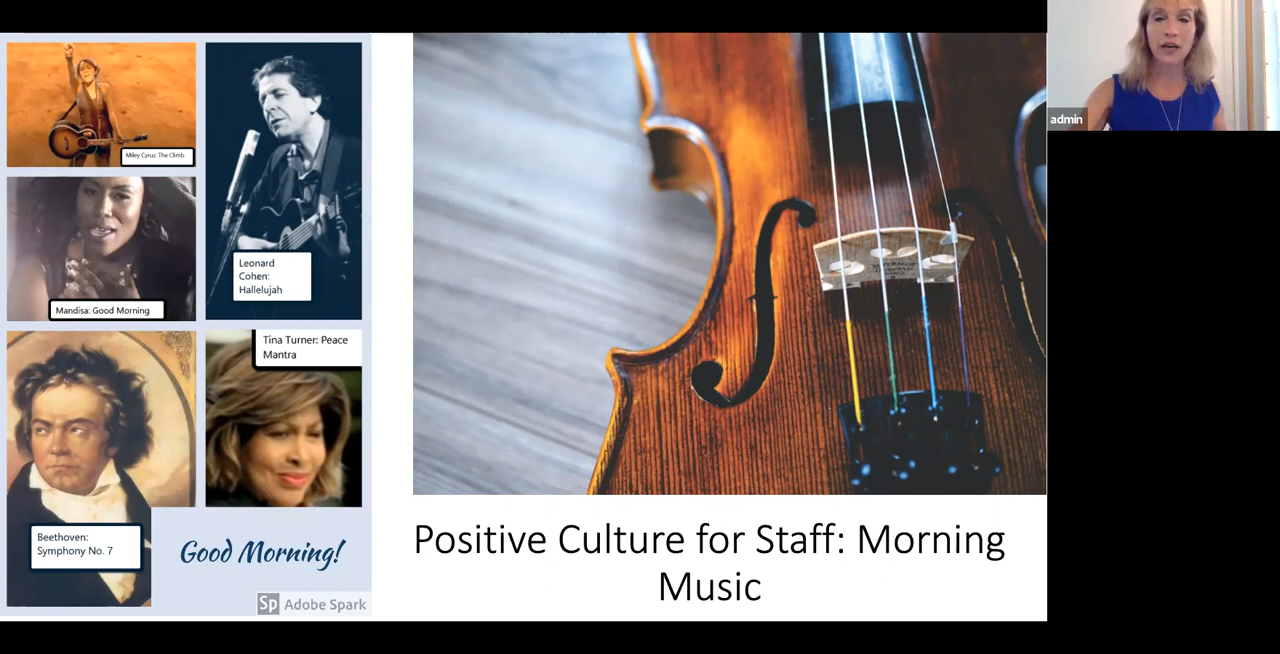 Miley Cyrus: The Climb
Leonard
Cohen:
Hallelujah
Mandisa: Good Morning
Tina Turner: Peace
Mantra
Beethoven:
Symphony No. 7
Good Morning!
Sp Adobe Spark
Positive Culture for Staff: Morning
Music
admin